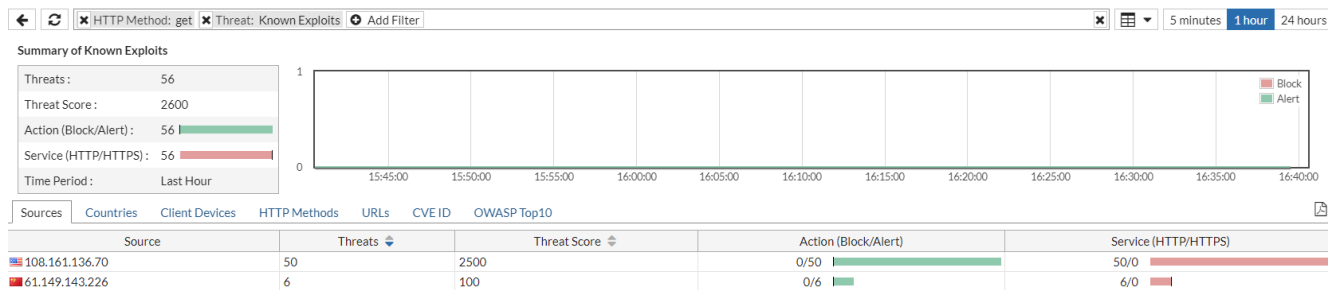 HTTP Method: get Threat: Known Exploits Add Filter 5 minutes 1 hour 24 hours
Summary of Known Exploits
Threats : 56
Threat Score : 2600
Action (Block/Alert) : 56
Service (HTTP/HTTPS) : 56
Time Period : Last Hour
1
0
Block
Alert
15:45:00 15:50:00 15:55:00 16:00:00 16:05:00 16:10:00 16:15:00 16:20:00 16:25:00 16:30:00 16:35:00 16:40:00
Sources Countries Client Devices HTTP Methods URLs CVE ID OWASP Top10
Source Threats Threat Score Action (Block/Alert) Service (HTTP/HTTPS)
108.161.136.70 50 2500 0/50 50/0
61.149.143.226 6 100 0/6 6/0